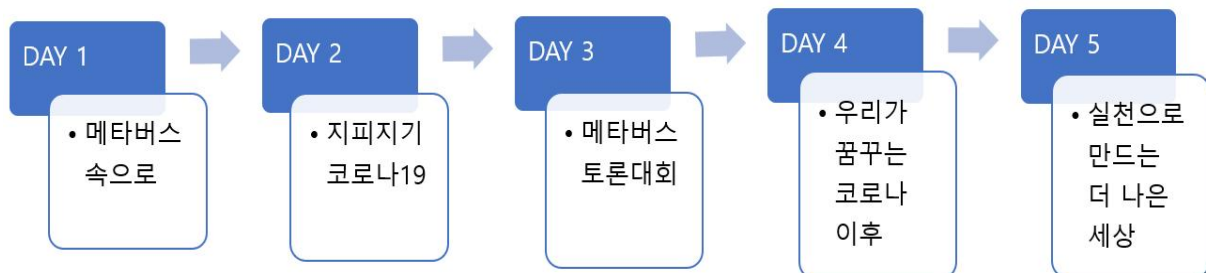 DAY 1
• 메타버스
속으로
DAY 2
• 지피지기
코로나19
DAY 3
• 메타버스
토론대회
DAY 4
• 우리가
꿈꾸는
코로나
이후
DAY 5
• 실천으로
만드는
더 나은
세상